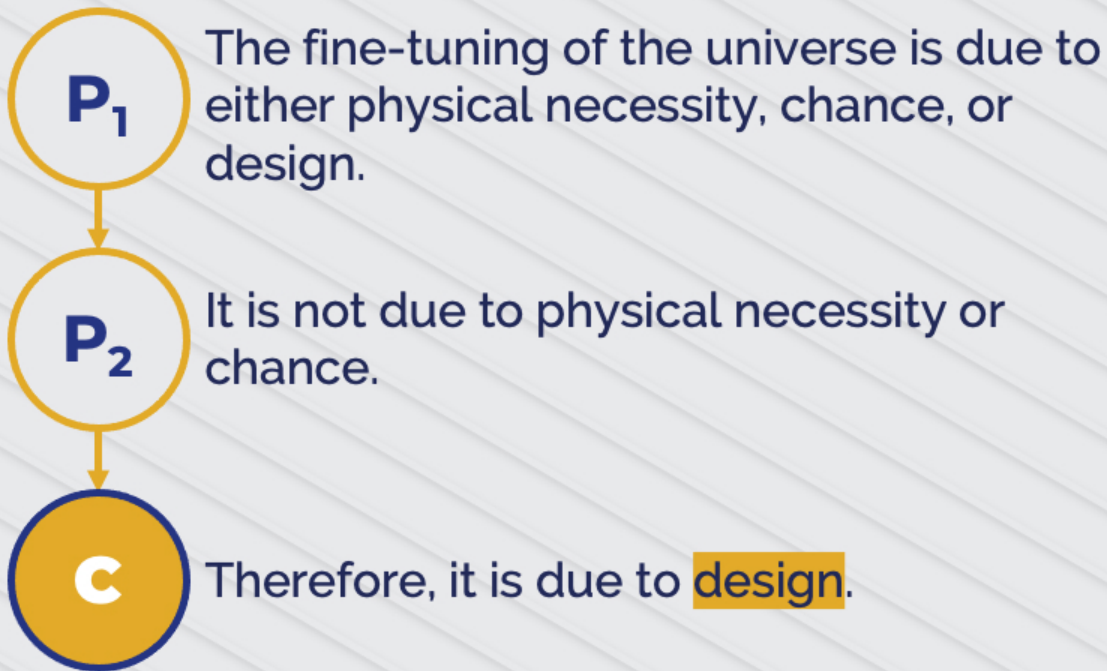 P₁
The fine-tuning of the universe is due to
either physical necessity, chance, or
design.
P₂
It is not due to physical necessity or
chance.
C
Therefore, it is due to design.